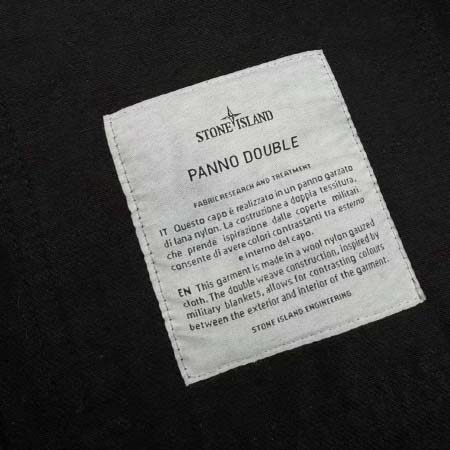 STONE ISLAND
PANNO DOUBLE
FABRIC RESEARCH AND TREATMENT
IT Questo capo è realizzato in un panno garzato
di lana nylon. La costruzione a doppia tessitura,
che prende ispirazione dalle coperte militari
consente di avere colori contrastanti tra esterno
e interno del capo.
EN This garment is made in a wool nylon gauzed
cloth. The double weave construction, inspired by
military blankets, allows for contrasting colours
between the exterior and interior of the garment.
STONE ISLAND ENGINEERING